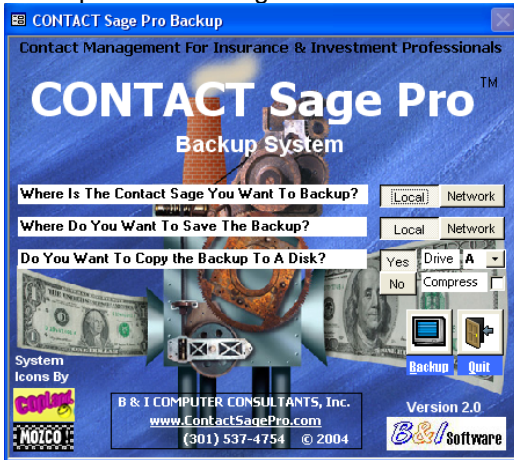 CONTACT Sage Pro Backup
Contact Management For Insurance & Investment Professionals
CONTACT Sage Pro TM
Backup System
Where Is The Contact Sage You Want To Backup? Local Network
Where Do You Want To Save The Backup? Local Network
Do You Want To Copy the Backup To A Disk? Yes Drive A
No Compress
Backup Quit
System
Icons By
Copland
MOZCO!
B & I COMPUTER CONSULTANTS, Inc.
www.ContactSagePro.com
(301) 537-4754 © 2004
Version 2.0
B&I Software